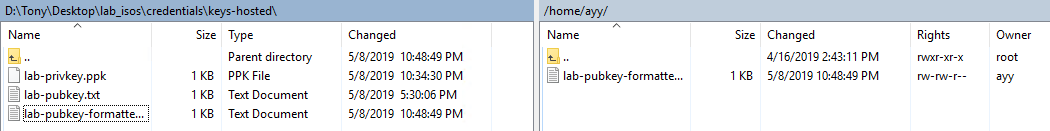 D:\Tony\Desktop\lab_isos\credentials\keys-hosted\
Name Size Type Changed
.. Parent directory 5/8/2019 10:48:49 PM
lab-privkey.ppk 1 KB PPK File 5/8/2019 10:34:30 PM
lab-pubkey.txt 1 KB Text Document 5/8/2019 5:30:06 PM
lab-pubkey-formatte... 1 KB Text Document 5/8/2019 10:48:49 PM
/home/ayy/
Name Size Changed Rights Owner
.. 4/16/2019 2:43:11 PM rwxr-xr-x root
lab-pubkey-formatte... 1 KB 5/8/2019 10:48:49 PM rw-rw-r-- ayy